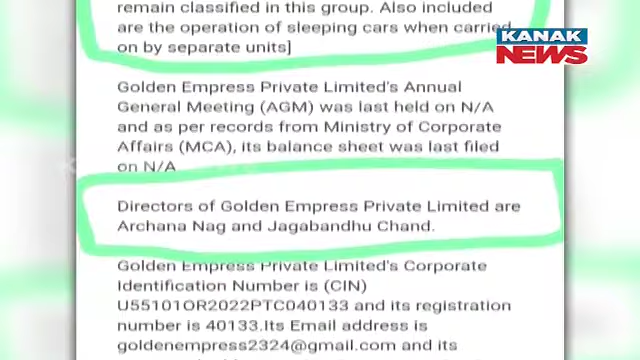 remain classified in this group. Also included
are the operation of sleeping cars when carried
on by separate units]
KANAK
NEWS
Golden Empress Private Limited's Annual
General Meeting (AGM) was last held on N/A
and as per records from Ministry of Corporate
Affairs (MCA), its balance sheet was last filed
on N/A
Directors of Golden Empress Private Limited are
Archana Nag and Jagabandhu Chand.
Golden Empress Private Limited's Corporate
Identification Number is (CIN)
U55101OR2022PTC040133 and its registration
number is 40133.Its Email address is
goldenempress2324@gmail.com and its